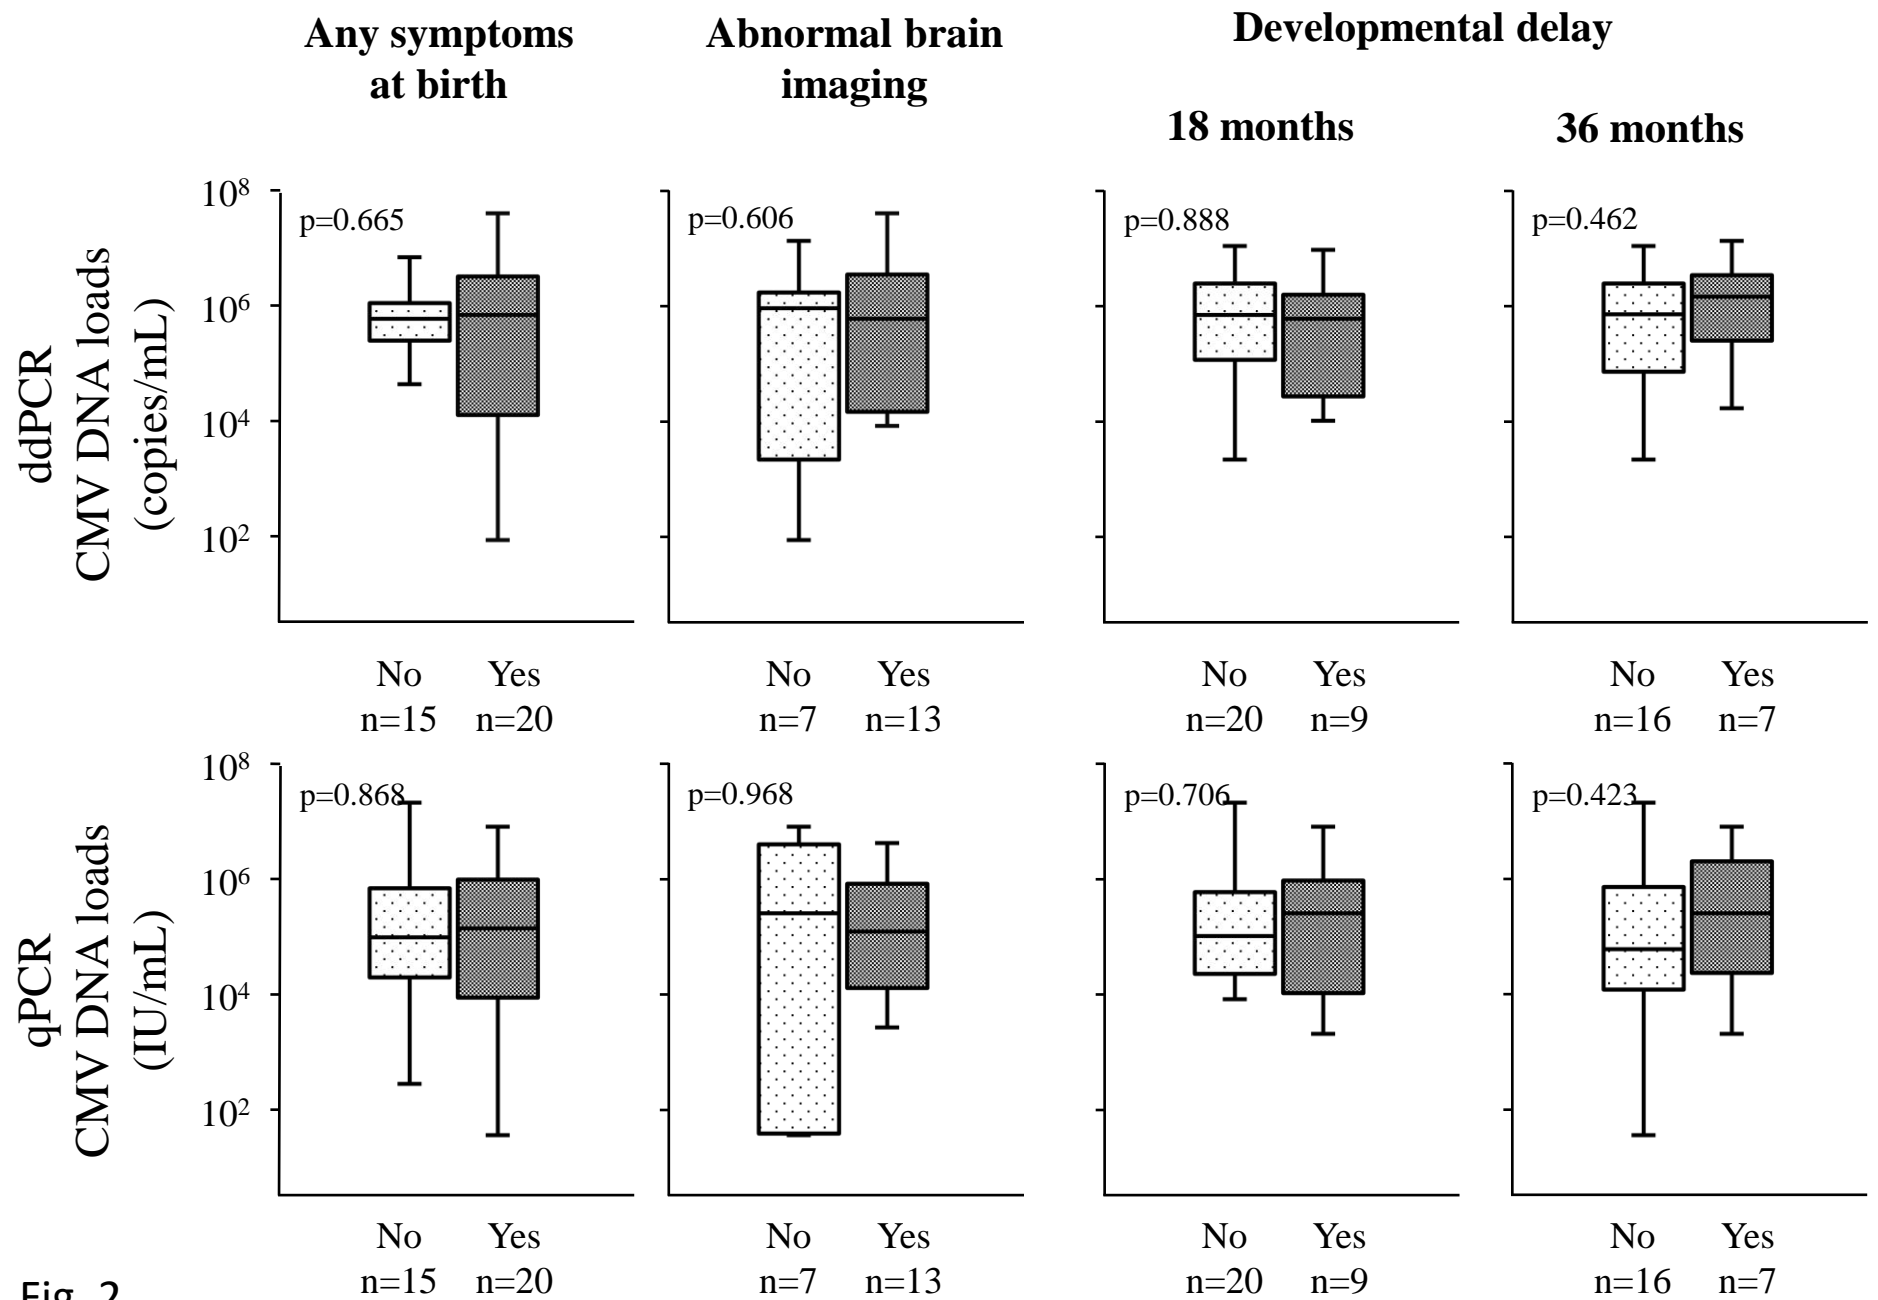 Any symptoms
at birth
Abnormal brain
imaging
Developmental delay
18 months
36 months
ddPCR
CMV DNA loads
(copies/mL)
10⁸
10⁶
10⁴
10²
p=0.665
p=0.606
p=0.888
p=0.462
No Yes No Yes No Yes No Yes
n=15 n=20 n=7 n=13 n=20 n=9 n=16 n=7
qPCR
CMV DNA loads
(IU/mL)
10⁸
10⁶
10⁴
10²
p=0.868
p=0.968
p=0.706
p=0.423
No Yes No Yes No Yes No Yes
n=15 n=20 n=7 n=13 n=20 n=9 n=16 n=7
Fig. 2